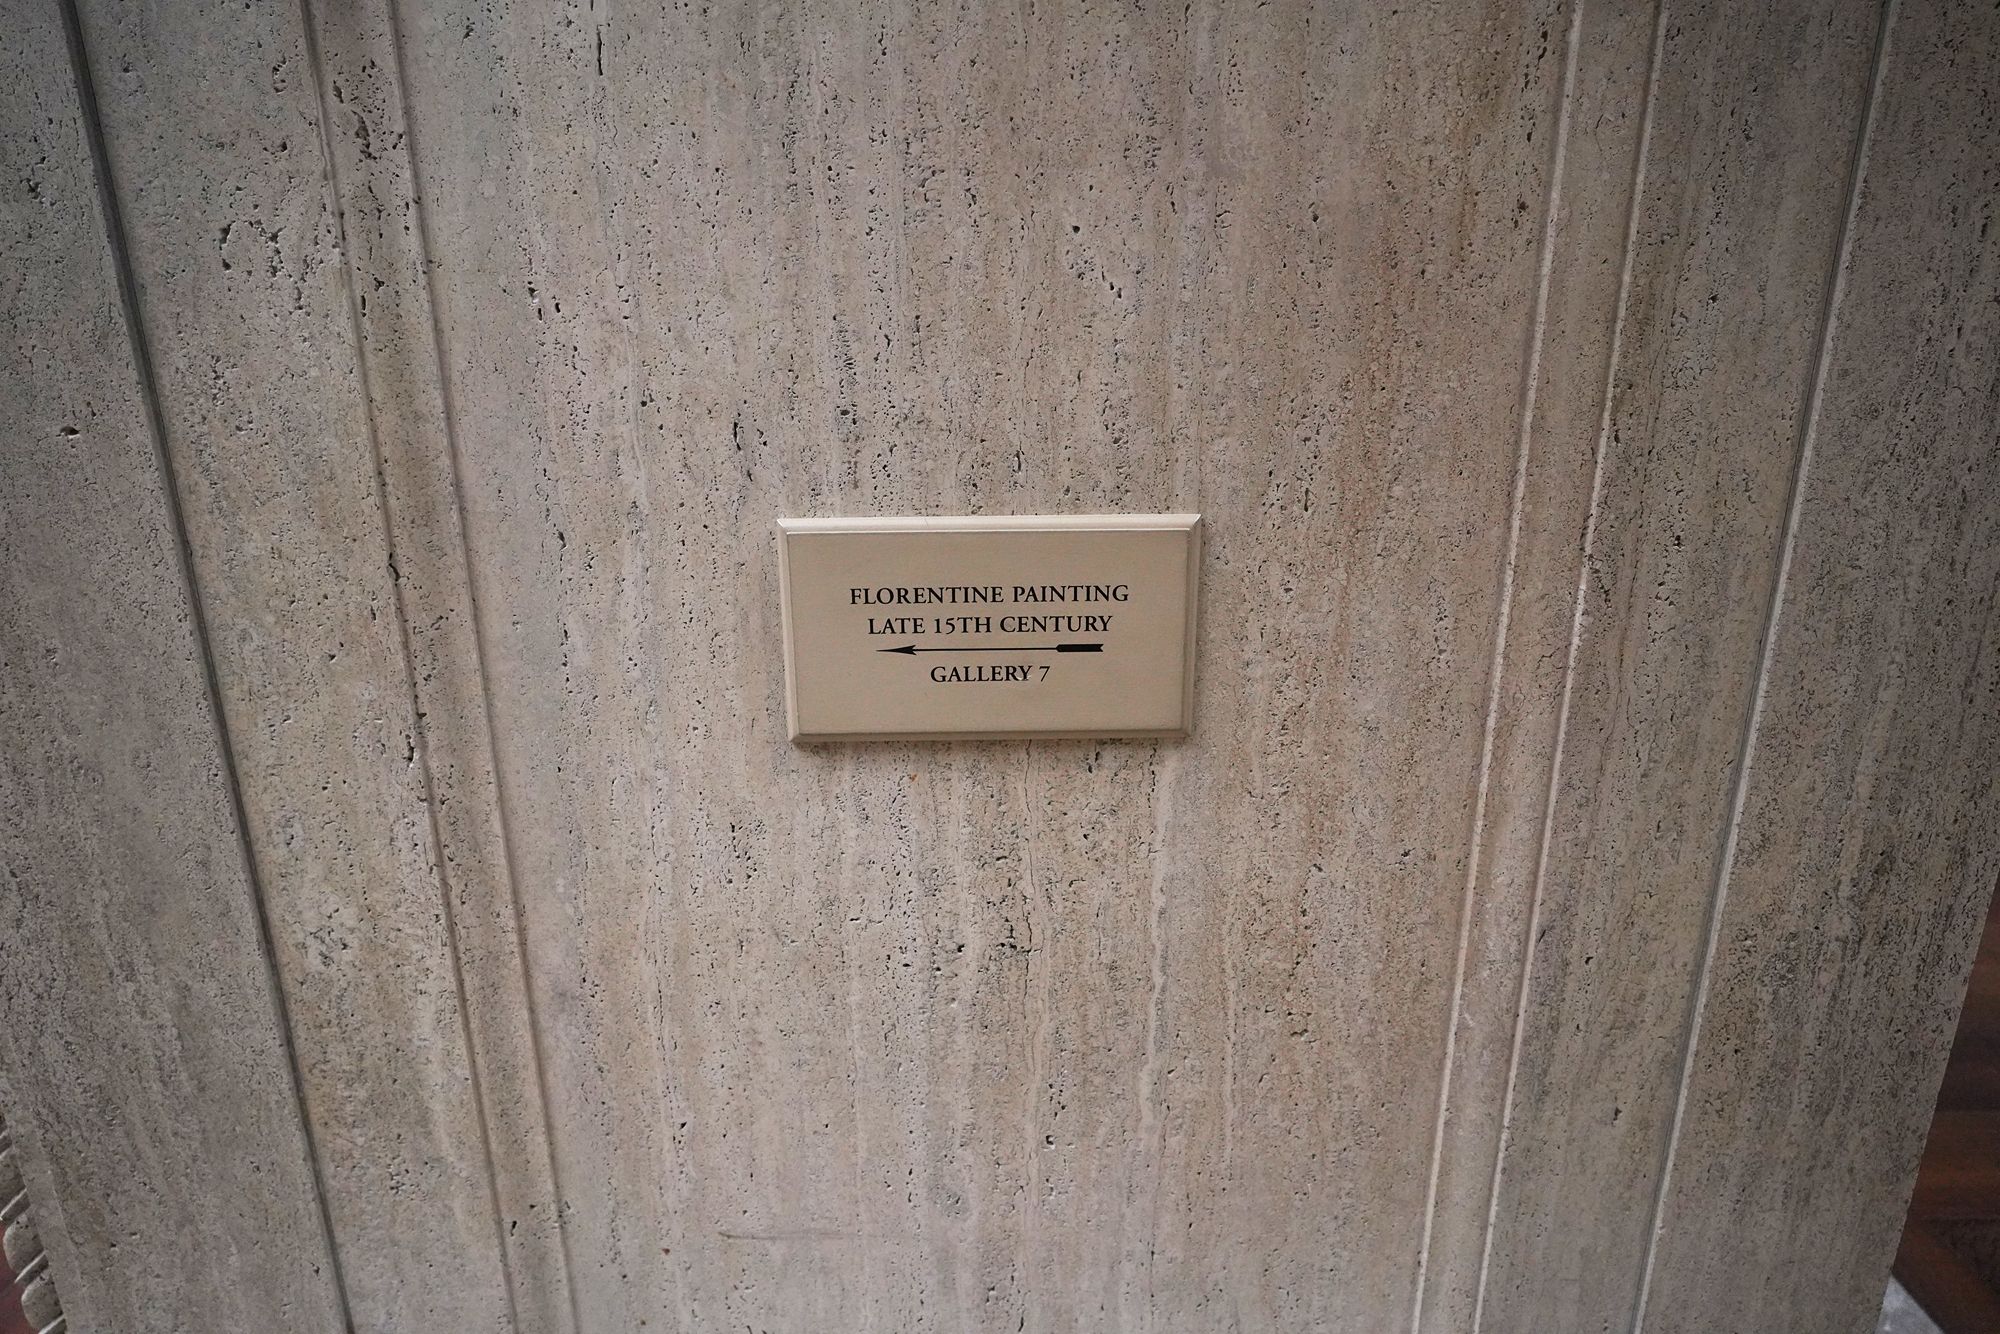 FLORENTINE PAINTING
LATE 15TH CENTURY
GALLERY 7